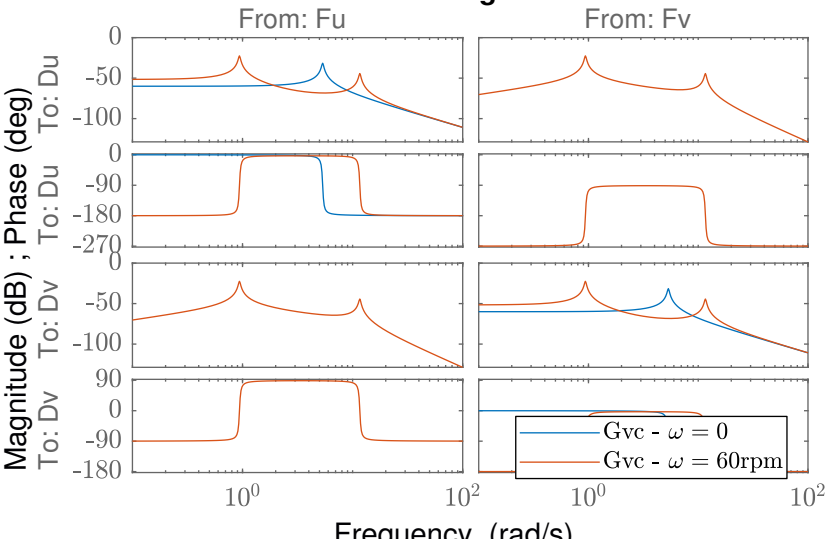 From: Fu From: Fv
Magnitude (dB) ; Phase (deg)
To: Du
0
-50
-100
To: Du
0
-90
-180
-270
To: Dv
0
-50
-100
To: Dv
90
0
-90
-180
Gvc - ω = 0
Gvc - ω = 60rpm
10^0 10^2 10^0 10^2
Frequency (rad/s)